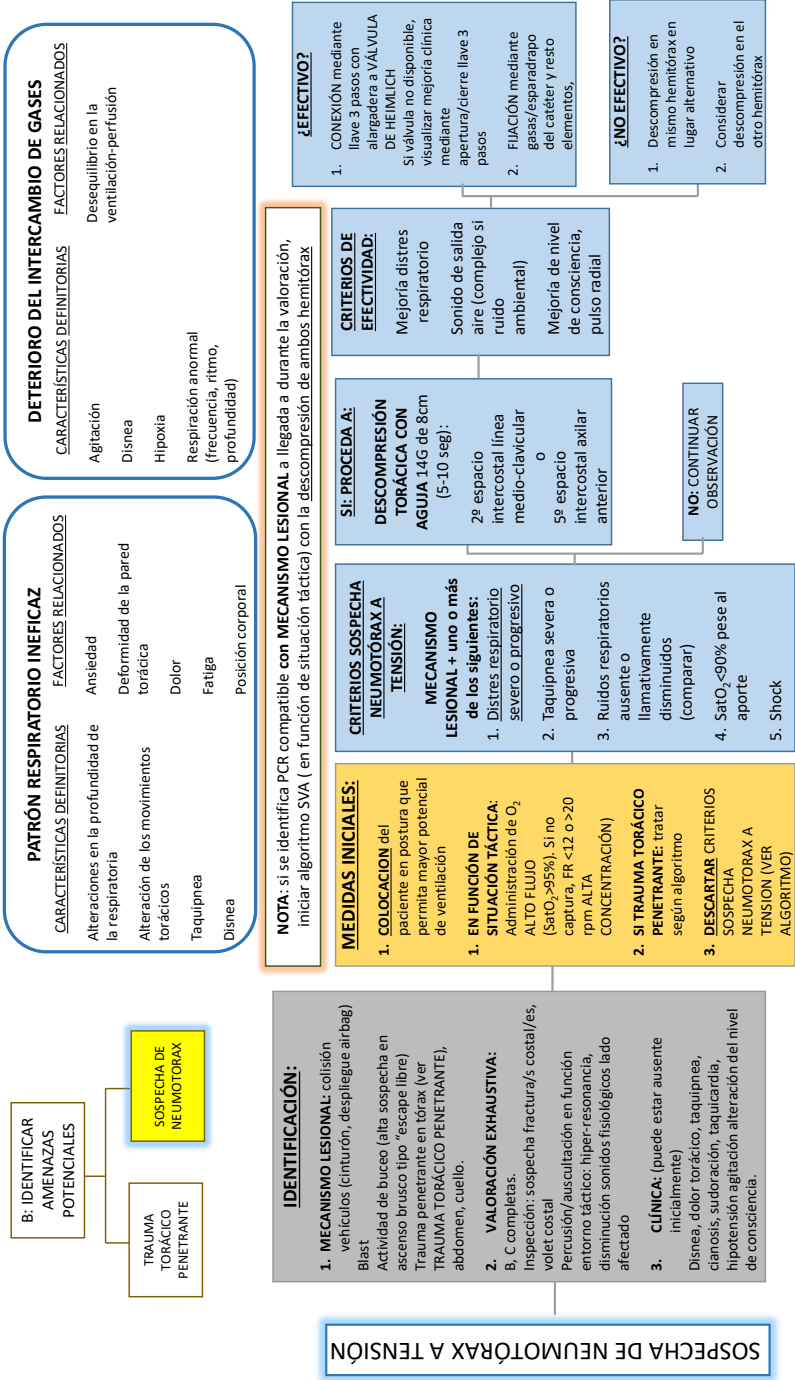 B: IDENTIFICAR
AMENAZAS
POTENCIALES
TRAUMA
TORÁCICO
PENETRANTE
SOSPECHA DE
NEUMOTORAX
PATRÓN RESPIRATORIO INEFICAZ
CARACTERÍSTICAS DEFINITORIAS
Alteraciones en la profundidad de
la respiratoria
Alteración de los movimientos
torácicos
Taquipnea
Disnea
FACTORES RELACIONADOS
Ansiedad
Deformidad de la pared
torácica
Dolor
Fatiga
Posición corporal
DETERIORO DEL INTERCAMBIO DE GASES
CARACTERÍSTICAS DEFINITORIAS
Agitación
Disnea
Hipoxia
Respiración anormal
(frecuencia, ritmo,
profundidad)
FACTORES RELACIONADOS
Desequilibrio en la
ventilación-perfusión
NOTA: si se identifica PCR compatible con MECANISMO LESIONAL a llegada a durante la valoración,
iniciar algoritmo SVA ( en función de situación táctica) con la descompresión de ambos hemitórax
SOSPECHA DE NEUMOTÓRAX A TENSIÓN
IDENTIFICACIÓN:
1. MECANISMO LESIONAL: colisión
vehículos (cinturón, despliegue airbag)
Blast
Actividad de buceo (alta sospecha en
ascenso brusco tipo “escape libre)
Trauma penetrante en tórax (ver
TRAUMA TORÁCICO PENETRANTE),
abdomen, cuello.
2. VALORACIÓN EXHAUSTIVA:
B, C completas.
Inspección: sospecha fractura/s costal/es,
volet costal
Percusión/auscultación en función
entorno táctico: hiper-resonancia,
disminución sonidos fisiológicos lado
afectado
3. CLÍNICA: (puede estar ausente
inicialmente)
Disnea, dolor torácico, taquipnea,
cianosis, sudoración, taquicardia,
hipotensión agitación alteración del nivel
de consciencia.
MEDIDAS INICIALES:
1. COLOCACION del
paciente en postura que
permita mayor potencial
de ventilación
1. EN FUNCIÓN DE
SITUACIÓN TÁCTICA:
Administración de O2
ALTO FLUJO
(SatO2>95%). Si no
captura, FR <12 o >20
rpm ALTA
CONCENTRACIÓN)
2. SI TRAUMA TORÁCICO
PENETRANTE: tratar
según algoritmo
3. DESCARTAR CRITERIOS
SOSPECHA
NEUMOTORAX A
TENSION (VER
ALGORITMO)
CRITERIOS SOSPECHA
NEUMOTÓRAX A
TENSIÓN:
MECANISMO
LESIONAL + uno o más
de los siguientes:
1. Distres respiratorio
severo o progresivo
2. Taquipnea severa o
progresiva
3. Ruidos respiratorios
ausente o
llamativamente
disminuidos
(comparar)
4. SatO2<90% pese al
aporte
5. Shock
SI: PROCEDA A:
DESCOMPRESIÓN
TORÁCICA CON
AGUJA 14G de 8cm
(5-10 seg):
2º espacio
intercostal línea
medio-clavicular
o
5º espacio
intercostal axilar
anterior
NO: CONTINUAR
OBSERVACIÓN
CRITERIOS DE
EFECTIVIDAD:
Mejoría distres
respiratorio
Sonido de salida
aire (complejo si
ruido
ambiental)
Mejoría de nivel
de consciencia,
pulso radial
¿EFECTIVO?
1. CONEXIÓN mediante
llave 3 pasos con
alargadera a VÁLVULA
DE HEIMLICH
Si válvula no disponible,
visualizar mejoría clínica
mediante
apertura/cierre llave 3
pasos
2. FIJACIÓN mediante
gasas/esparadrapo
del catéter y resto
elementos,
¿NO EFECTIVO?
1. Descompresión en
mismo hemitórax en
lugar alternativo
2. Considerar
descompresión en el
otro hemitórax